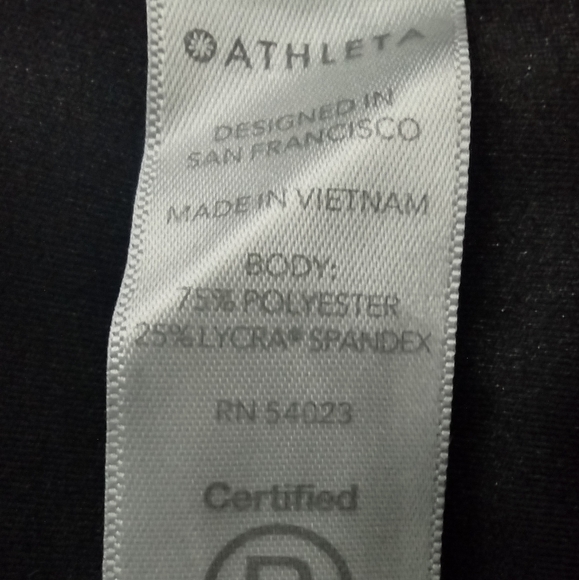 ATHLETA
DESIGNED IN
SAN FRANCISCO
MADE IN VIETNAM
BODY:
75% POLYESTER
25% LYCRA® SPANDEX
RN 54023
Certified
B